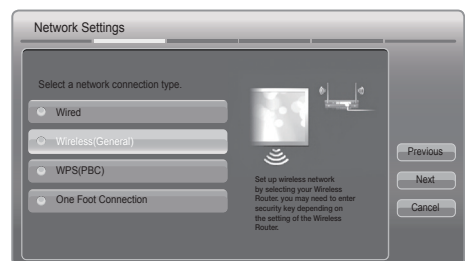 Network Settings
Select a network connection type.
Wired
Wireless(General)
WPS(PBC)
One Foot Connection
Set up wireless network
by selecting your Wireless
Router. you may need to enter
security key depending on
the setting of the Wireless
Router.
Previous
Next
Cancel